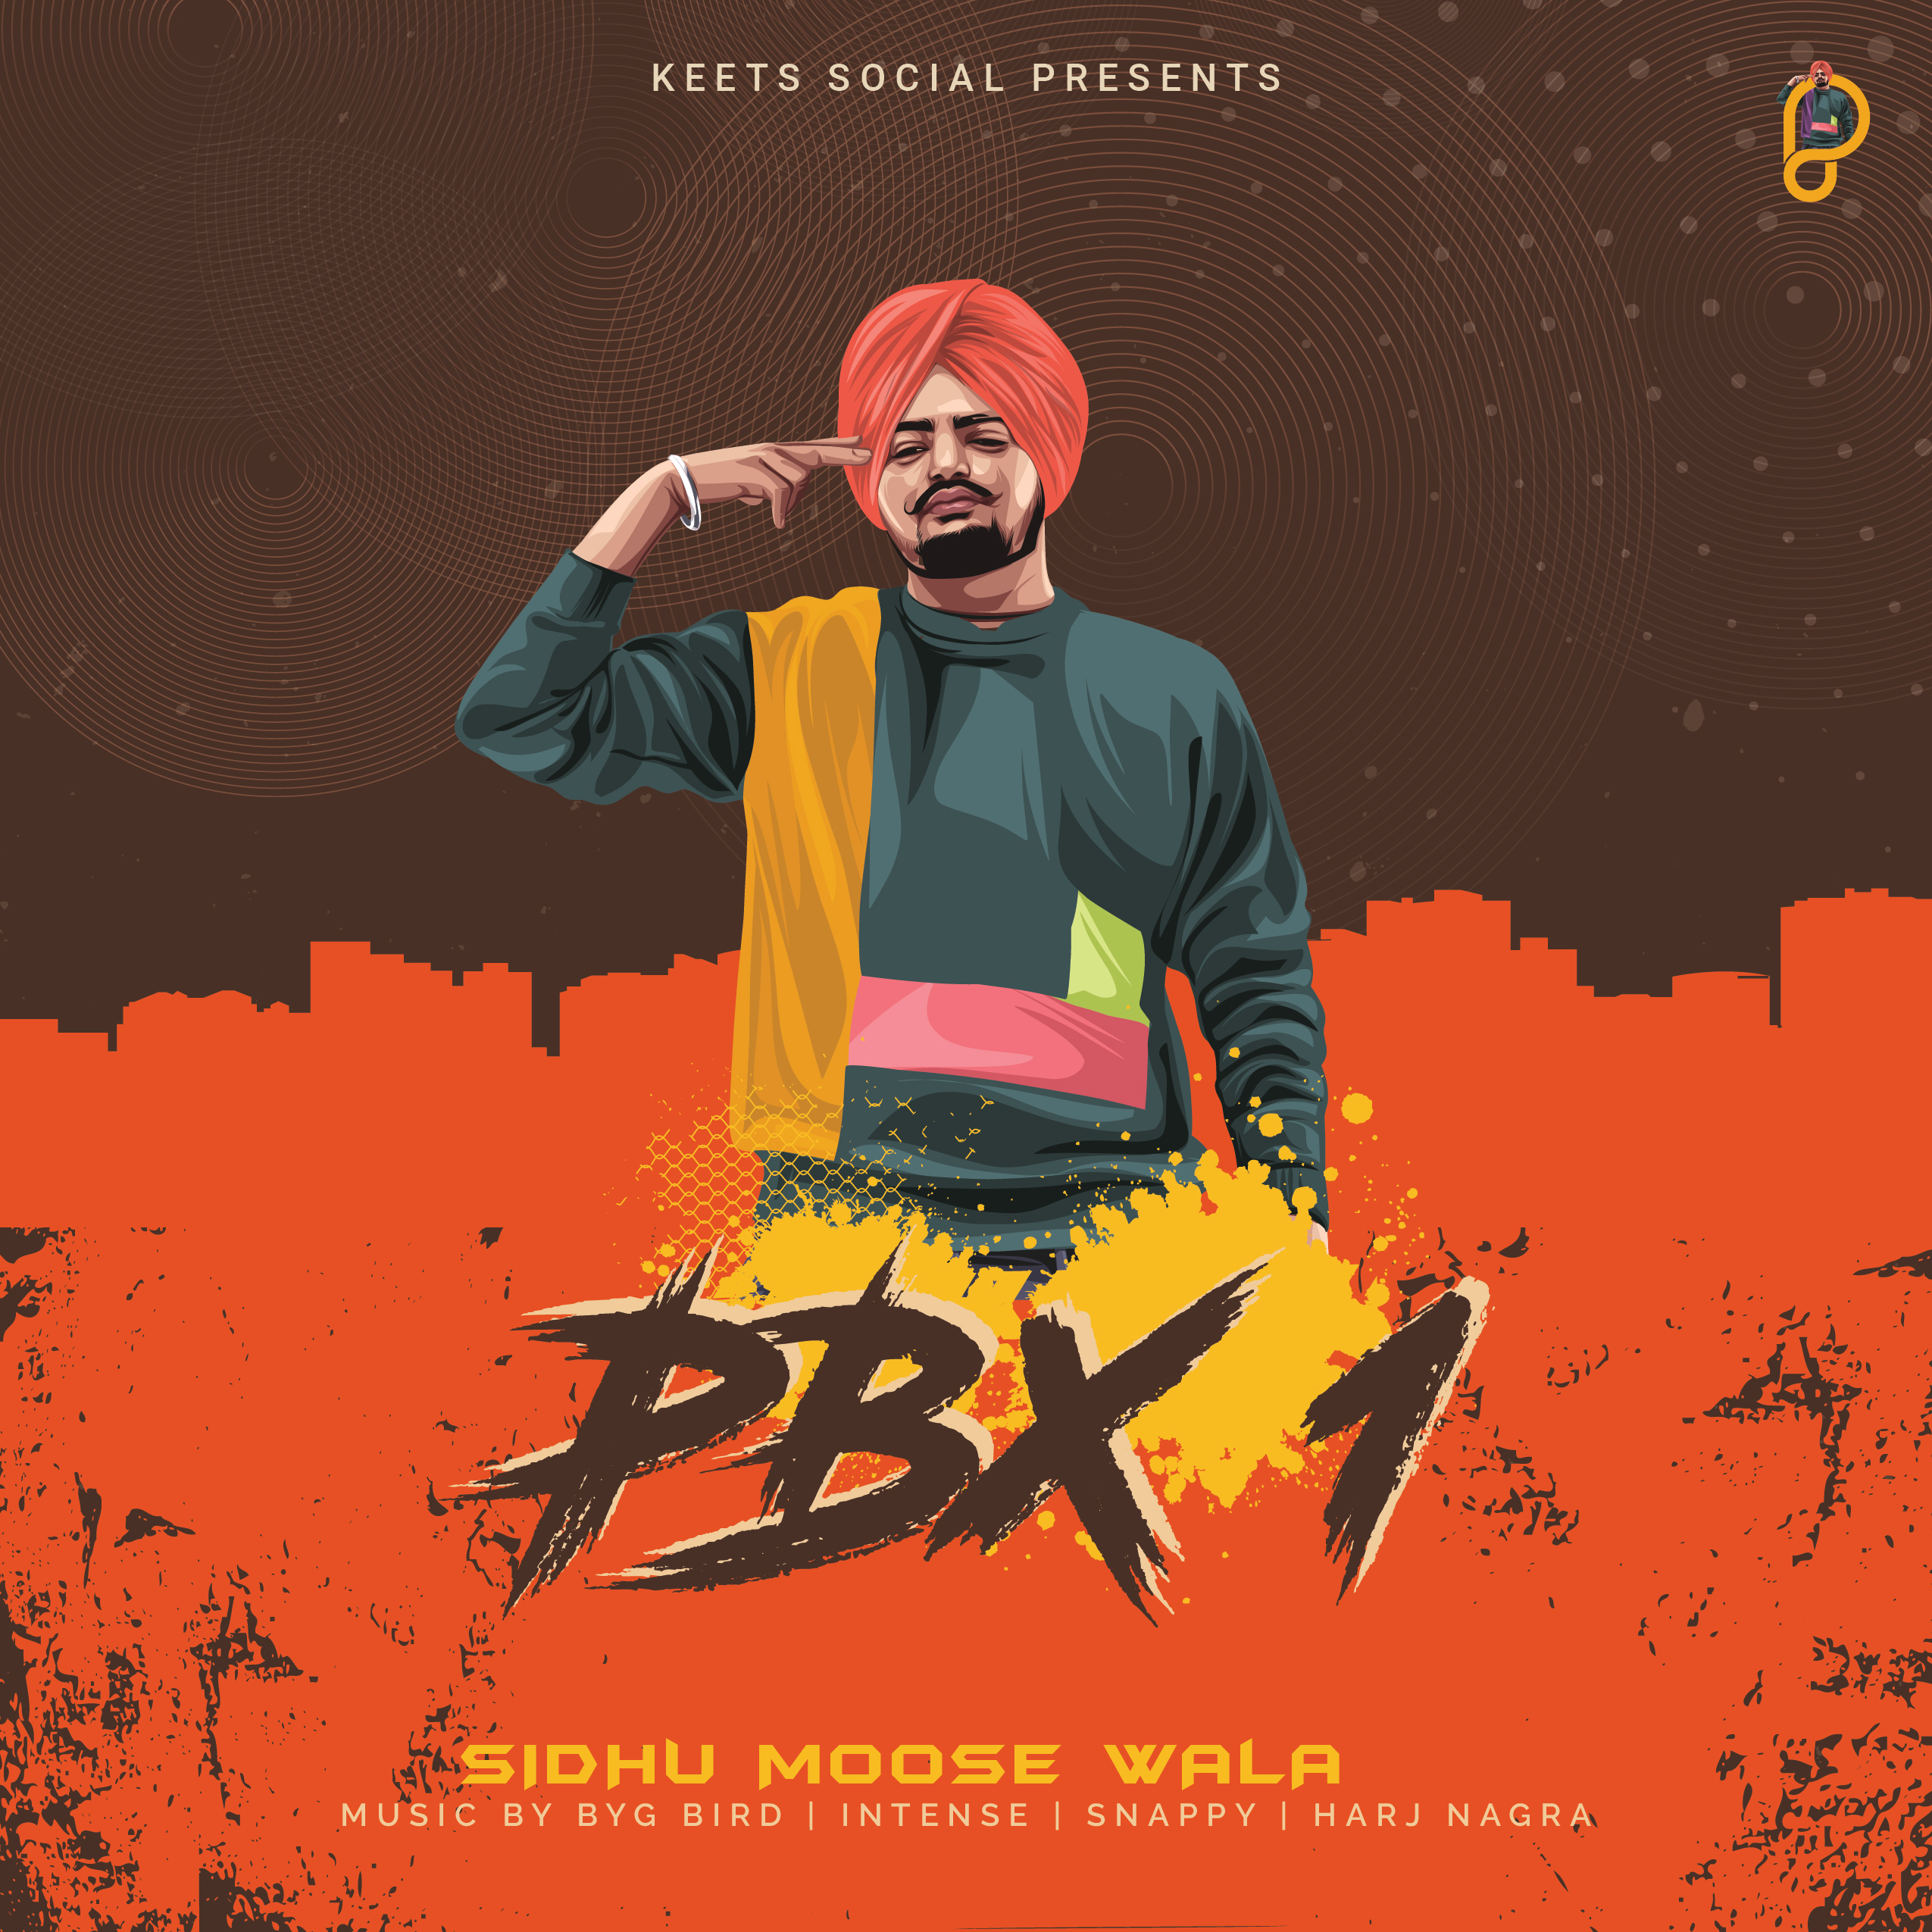 KEETS SOCIAL PRESENTS
PBX 1
SIDHU MOOSE WALA
MUSIC BY BYG BIRD | INTENSE | SNAPPY | HARJ NAGRA